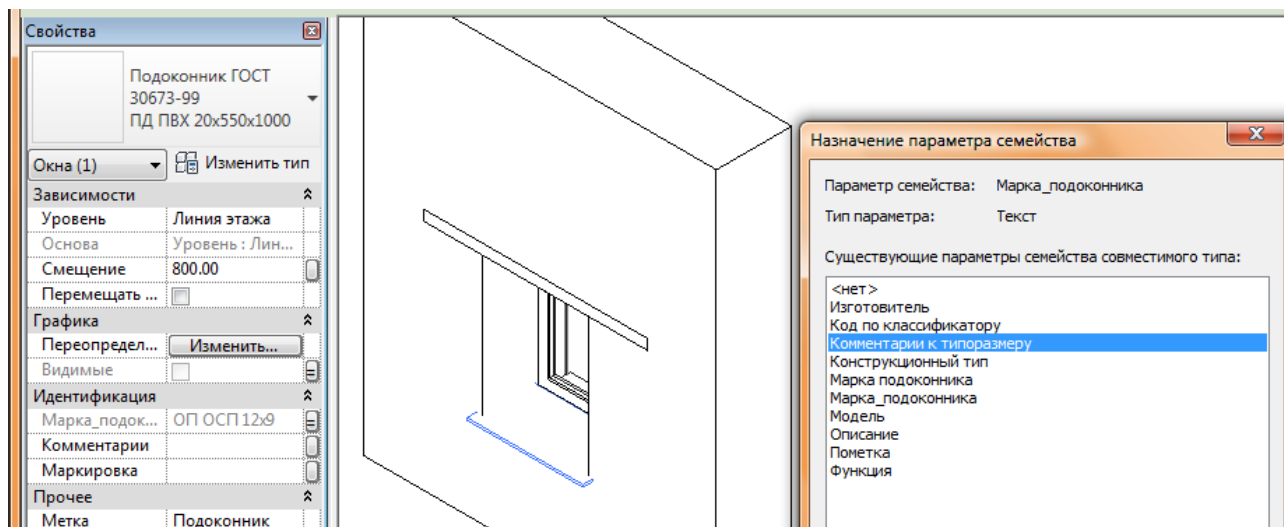 Свойства
Подоконник ГОСТ
30673-99
ПД ПВХ 20x550x1000
Окна (1)
Изменить тип
Зависимости
Уровень Линия этажа
Основа Уровень : Лин...
Смещение 800.00
Перемещать ...
Графика
Переопредел... Изменить...
Видимые
Идентификация
Марка_подок... ОП ОСП 12x9
Комментарии
Маркировка
Прочее
Метка Подоконник
Назначение параметра семейства
Параметр семейства: Марка_подоконника
Тип параметра: Текст
Существующие параметры семейства совместимого типа:
<нет>
Изготовитель
Код по классификатору
Комментарии к типоразмеру
Конструкционный тип
Марка подоконника
Марка_подоконника
Модель
Описание
Пометка
Функция